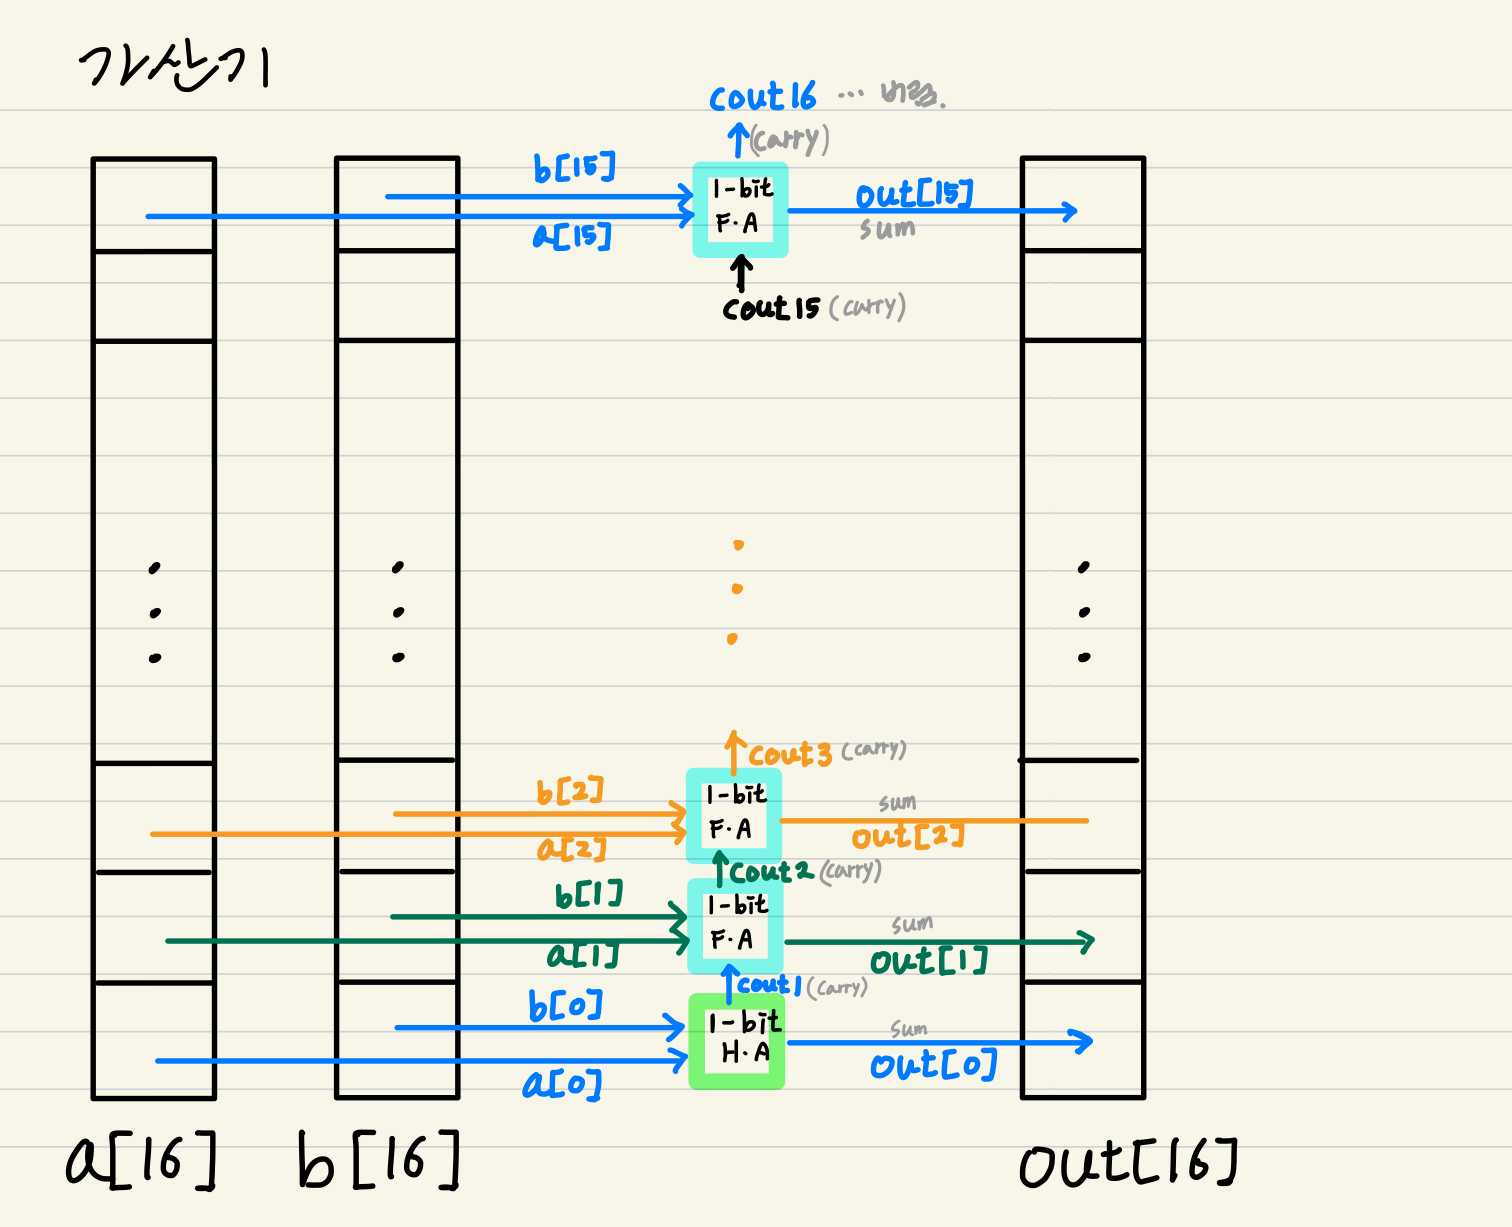 가산기
cout16 ... 버림.
(carry)
b[15]
1-bit
F.A
out[15]
a[15]
sum
cout15 (carry)
cout3 (carry)
b[2]
1-bit
F.A
sum
a[2]
out[2]
cout2 (carry)
b[1]
1-bit
F.A
sum
a[1]
out[1]
cout1 (carry)
b[0]
1-bit
H.A
sum
a[0]
out[0]
a[16] b[16] out[16]